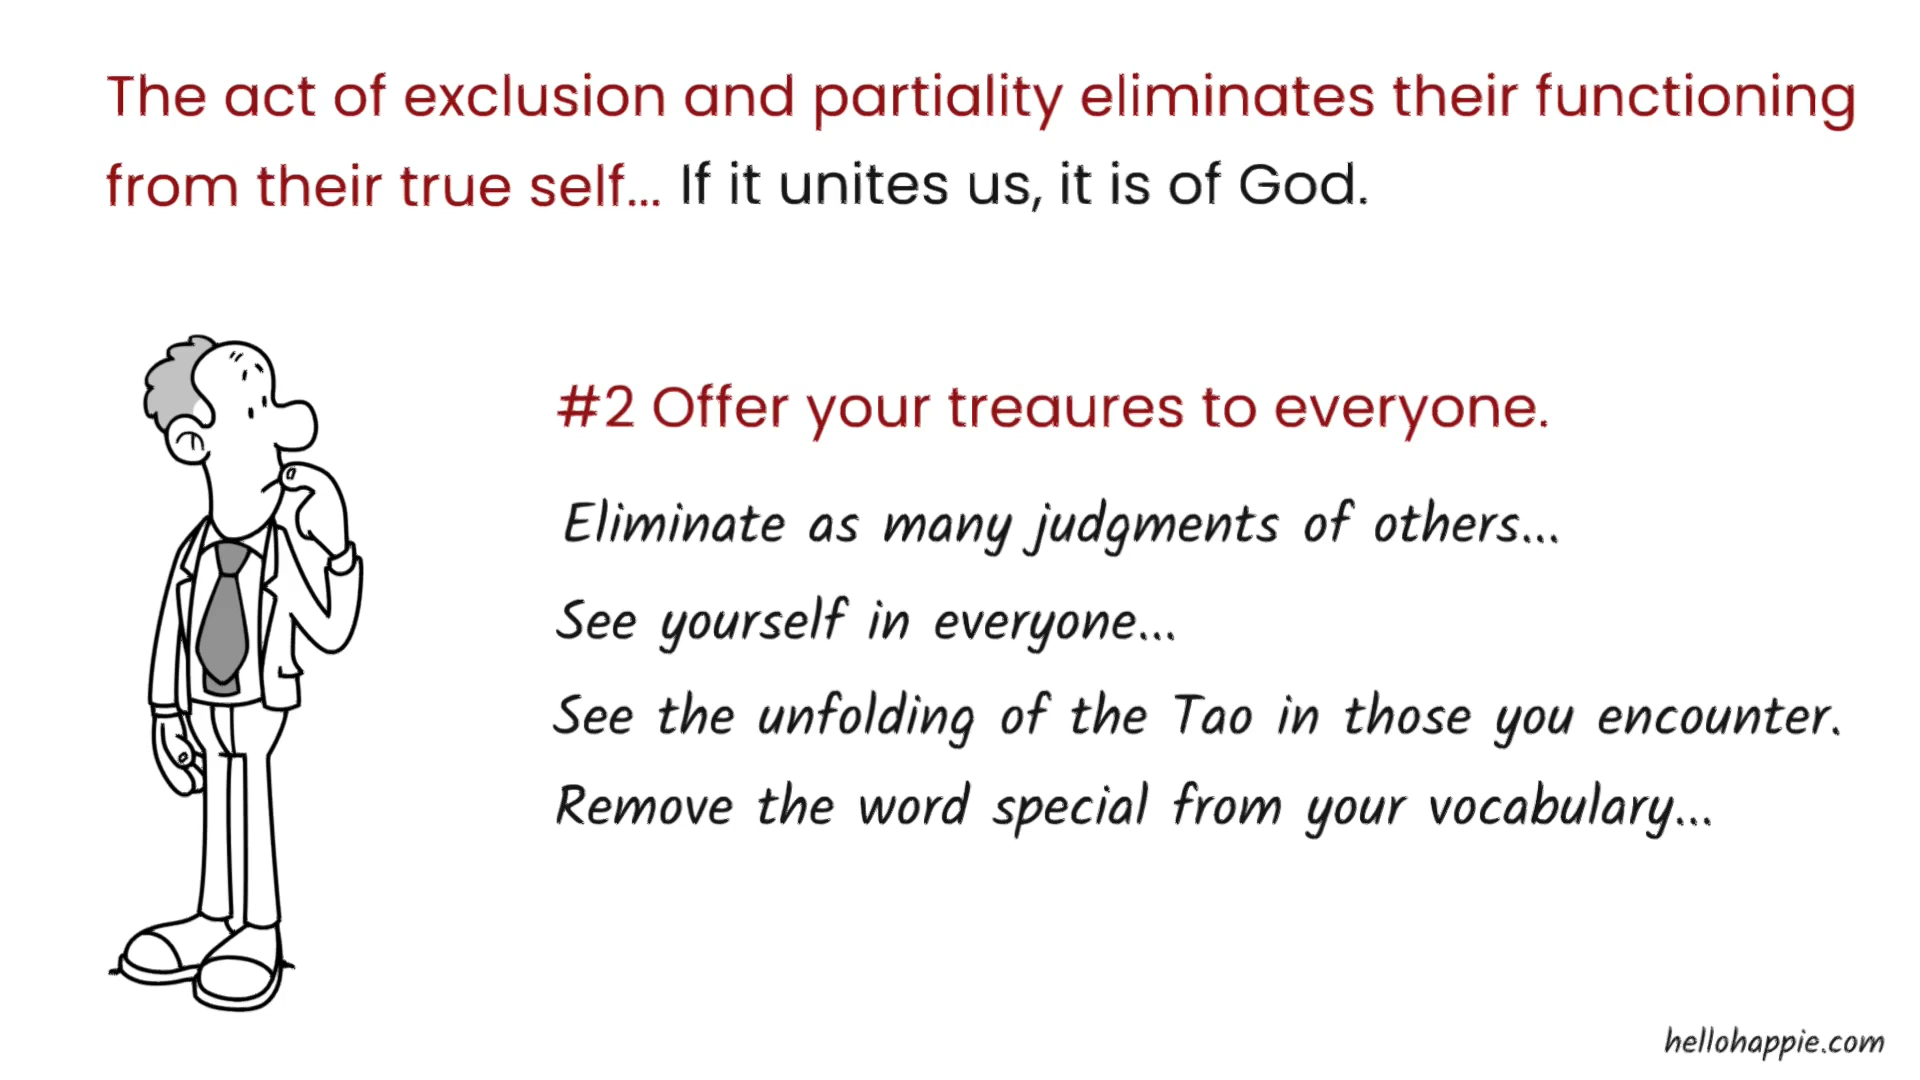 The act of exclusion and partiality eliminates their functioning
from their true self... If it unites us, it is of God.
#2 Offer your treaures to everyone.
Eliminate as many judgments of others...
See yourself in everyone...
See the unfolding of the Tao in those you encounter.
Remove the word special from your vocabulary...
hellohappie.com